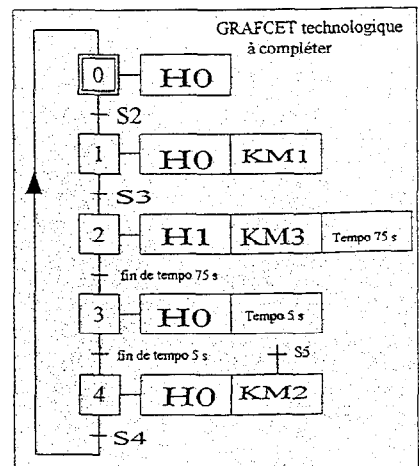 GRAFCET technologique
à compléter
0 H0
S2
1 H0 KM1
S3
2 H1 KM3 Tempo 75 s
fin de tempo 75 s
3 H0 Tempo 5 s
fin de tempo 5 s
S5
4 H0 KM2
S4